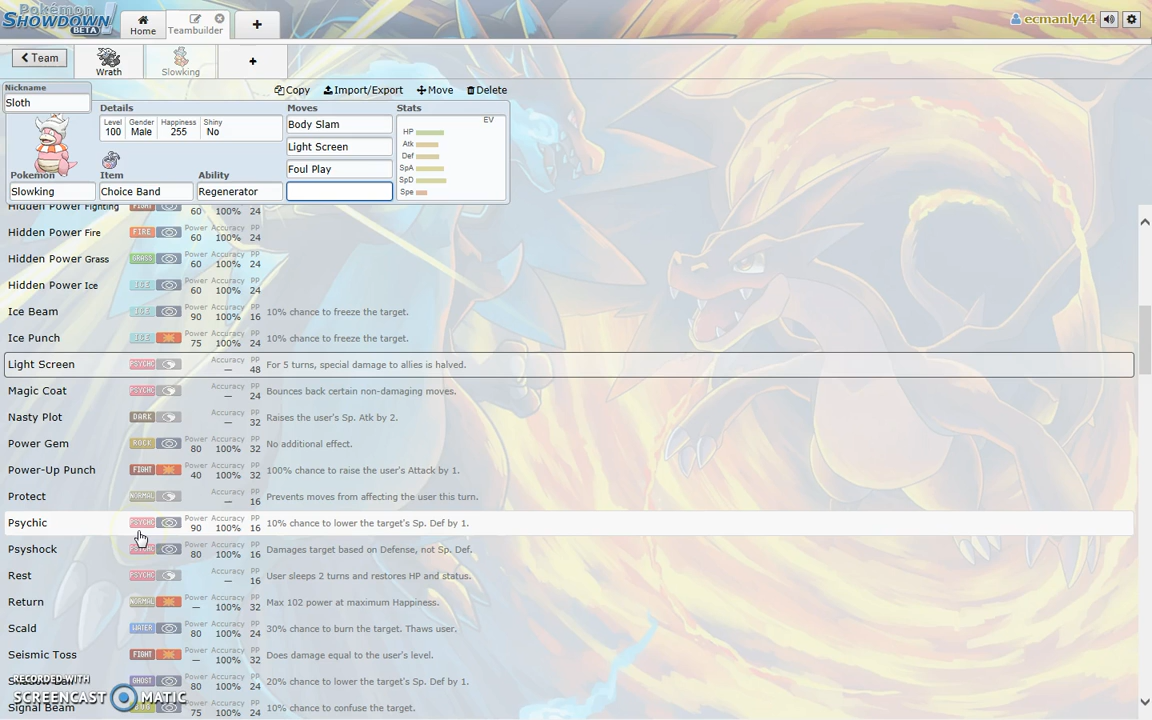 Pokémon
SHOWDOWN!
BETA
Home
Teambuilder
+
ecmanly44
< Team
Wrath
Slowking
+
Nickname
Sloth
Copy Import/Export Move Delete
Details
Level Gender Happiness Shiny
100 Male 255 No
Moves
Body Slam
Light Screen
Foul Play
Stats
EV
HP
Atk
Def
SpA
SpD
Spe
Pokemon
Slowking
Item
Choice Band
Ability
Regenerator
Hidden Power Fighting FIGHT 60 100% 24
Hidden Power Fire FIRE Power 60 Accuracy 100% PP 24
Hidden Power Grass GRASS Power 60 Accuracy 100% PP 24
Hidden Power Ice ICE Power 60 Accuracy 100% PP 24
Ice Beam ICE Power 90 Accuracy 100% PP 16 10% chance to freeze the target.
Ice Punch ICE Power 75 Accuracy 100% PP 24 10% chance to freeze the target.
Light Screen PSYCHC Accuracy — PP 48 For 5 turns, special damage to allies is halved.
Magic Coat PSYCHC Accuracy — PP 24 Bounces back certain non-damaging moves.
Nasty Plot DARK Accuracy — PP 32 Raises the user's Sp. Atk by 2.
Power Gem ROCK Power 80 Accuracy 100% PP 32 No additional effect.
Power-Up Punch FIGHT Power 40 Accuracy 100% PP 32 100% chance to raise the user's Attack by 1.
Protect NORMAL Accuracy — PP 16 Prevents moves from affecting the user this turn.
Psychic PSYCHC Power 90 Accuracy 100% PP 16 10% chance to lower the target's Sp. Def by 1.
Psyshock PSYCHC Power 80 Accuracy 100% PP 16 Damages target based on Defense, not Sp. Def.
Rest PSYCHC Accuracy — PP 16 User sleeps 2 turns and restores HP and status.
Return NORMAL Power — Accuracy 100% PP 32 Max 102 power at maximum Happiness.
Scald WATER Power 80 Accuracy 100% PP 24 30% chance to burn the target. Thaws user.
Seismic Toss FIGHT Power — Accuracy 100% PP 32 Does damage equal to the user's level.
Shadow Ball GHOST Power 80 Accuracy 100% PP 24 20% chance to lower the target's Sp. Def by 1.
Signal Beam BUG Power 75 Accuracy 100% PP 24 10% chance to confuse the target.
RECORDED WITH
SCREENCAST MATIC